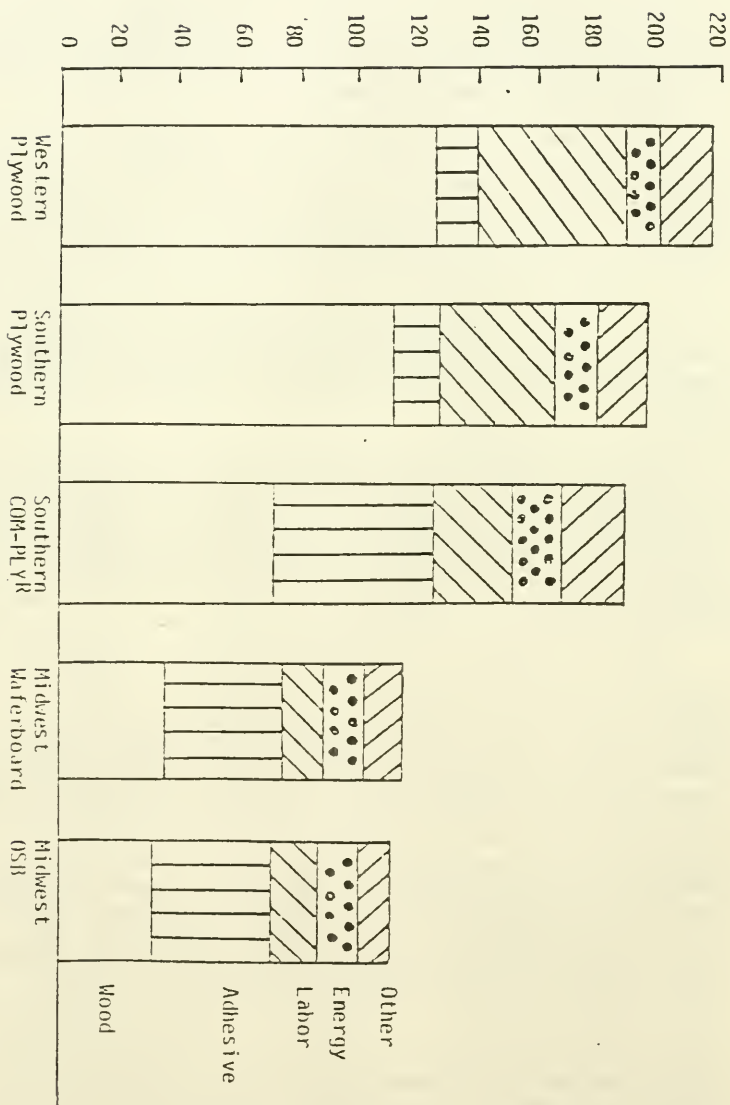 220
200
180
160
140
120
100
80
60
40
20
0
Western
Plywood
Southern
Plywood
Southern
COM-PLYR
Midwest
Waferboard
Midwest
OSB
Other
Energy
Labor
Adhesive
Wood